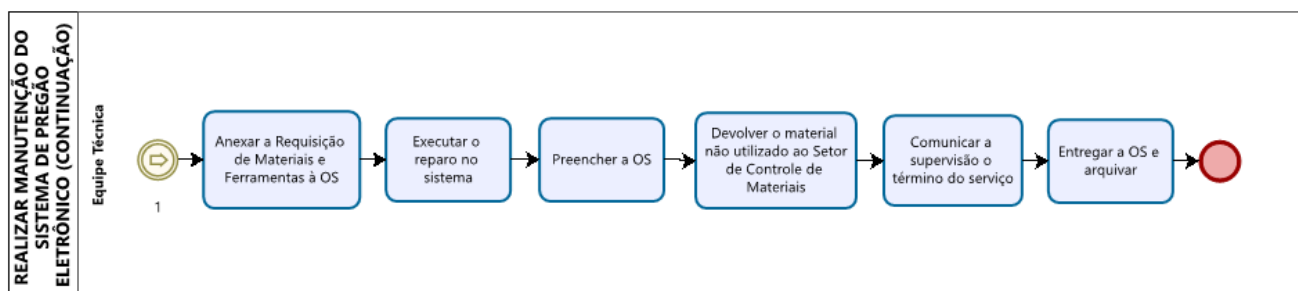 REALIZAR MANUTENÇÃO DO
SISTEMA DE PREGÃO
ELETRÔNICO (CONTINUAÇÃO)
Equipe Técnica
1
Anexar a Requisição
de Materiais e
Ferramentas à OS
Executar o
reparo no
sistema
Preencher a OS
Devolver o material
não utilizado ao Setor
de Controle de
Materiais
Comunicar a
supervisão o
término do serviço
Entregar a OS e
arquivar